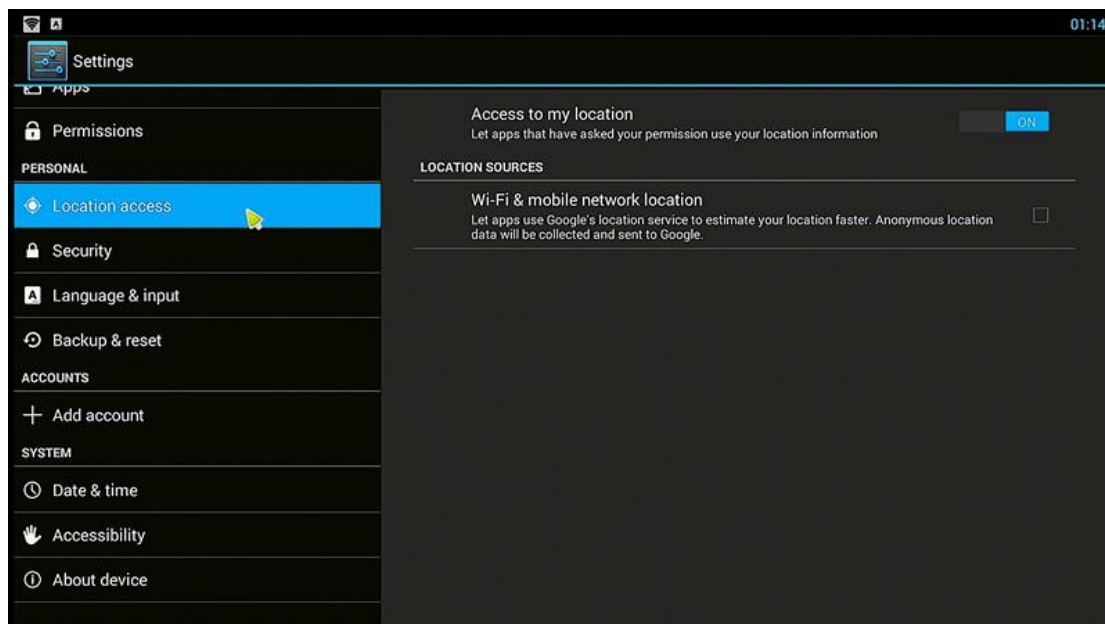 01:14
Settings
Apps
Permissions
PERSONAL
Location access
Security
Language & input
Backup & reset
ACCOUNTS
Add account
SYSTEM
Date & time
Accessibility
About device
Access to my location
Let apps that have asked your permission use your location information
ON
LOCATION SOURCES
Wi-Fi & mobile network location
Let apps use Google's location service to estimate your location faster. Anonymous location
data will be collected and sent to Google.